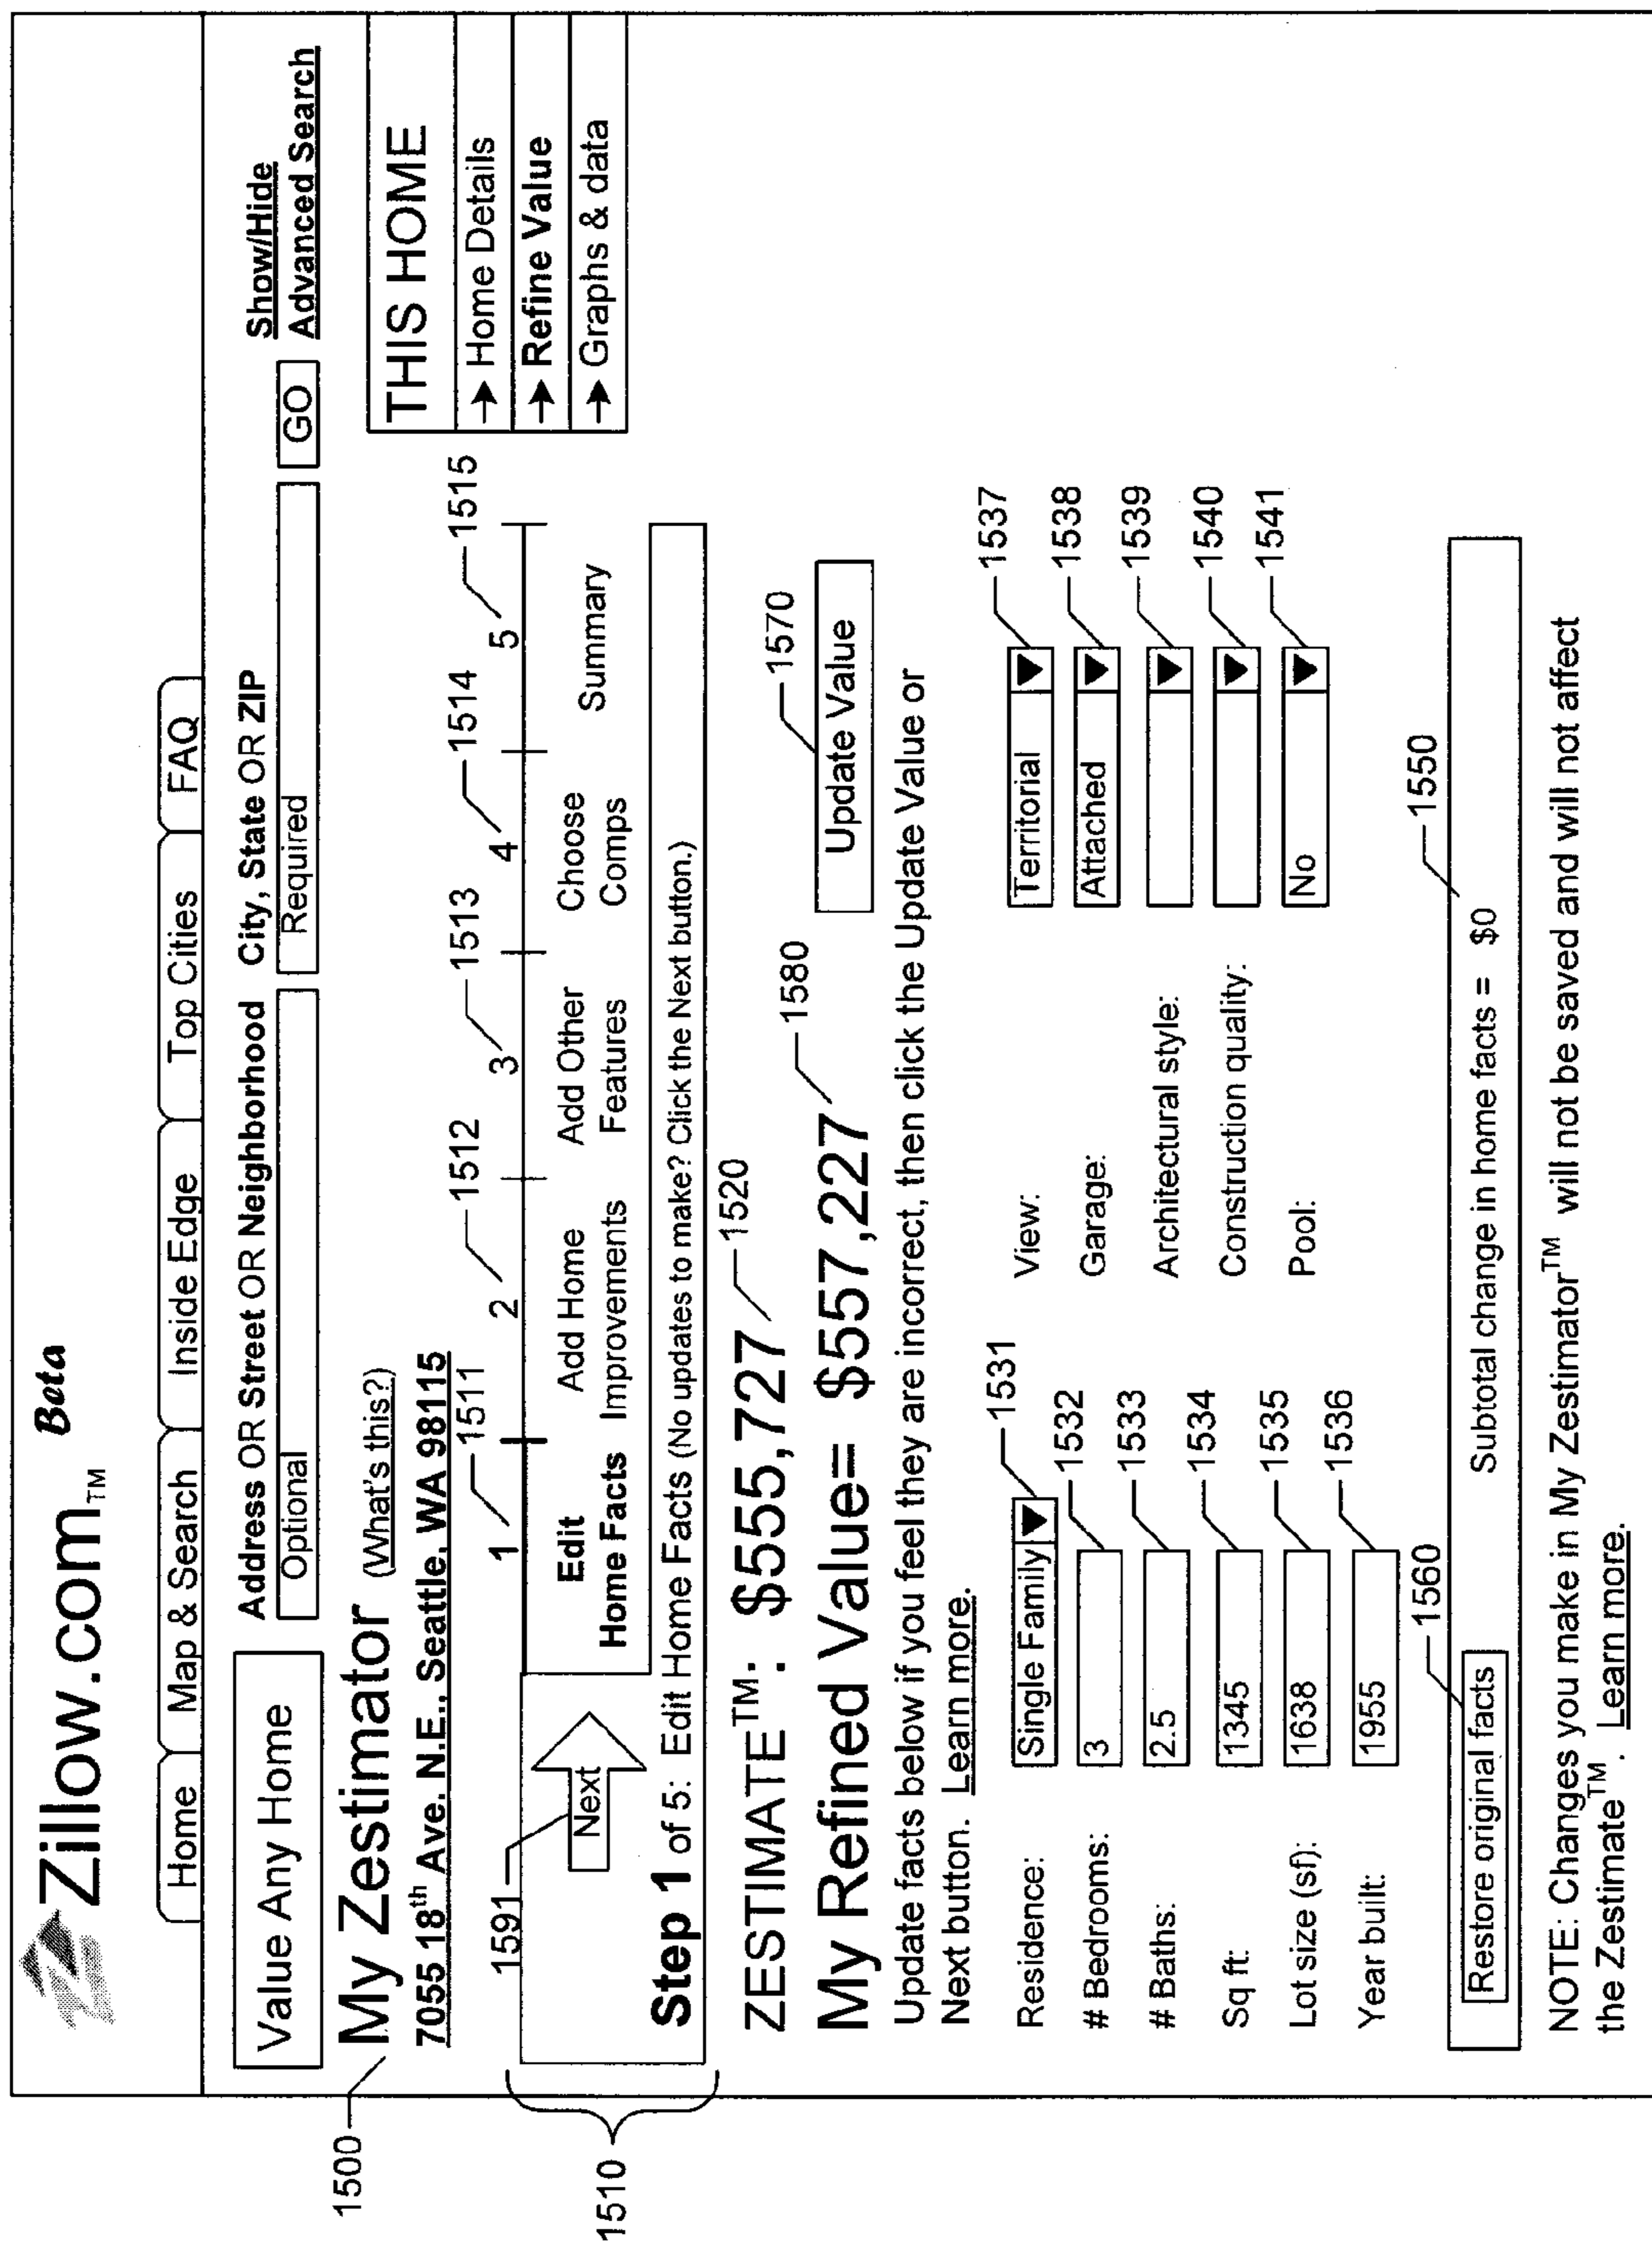 Zillow.com™ Beta
Home Map & Search Inside Edge Top Cities FAQ
Value Any Home
Address OR Street OR Neighborhood City, State OR ZIP
Optional Required GO
Show/Hide
Advanced Search
1500
My Zestimator (What's this?)
7055 18th Ave. N.E., Seattle, WA 98115
THIS HOME
→ Home Details
→ Refine Value
→ Graphs & data
1591 1511 1512 1513 1514 1515
1 2 3 4 5
1510
Next
Edit Add Home Add Other Choose Summary
Home Facts Improvements Features Comps
Step 1 of 5: Edit Home Facts (No updates to make? Click the Next button.)
ZESTIMATE™: $555,727 1520
My Refined Value= $557,227 1580
Update Value 1570
Update facts below if you feel they are incorrect, then click the Update Value or
Next button. Learn more.
Residence: Single Family ▼ 1531 View: Territorial ▼ 1537
# Bedrooms: 3 1532 Garage: Attached ▼ 1538
# Baths: 2.5 1533 Architectural style: ▼ 1539
Sq ft: 1345 1534 Construction quality: ▼ 1540
Lot size (sf): 1638 1535 Pool: No ▼ 1541
Year built: 1955 1536
1560 1550
Restore original facts Subtotal change in home facts = $0
NOTE: Changes you make in My Zestimator™ will not be saved and will not affect
the Zestimate™. Learn more.